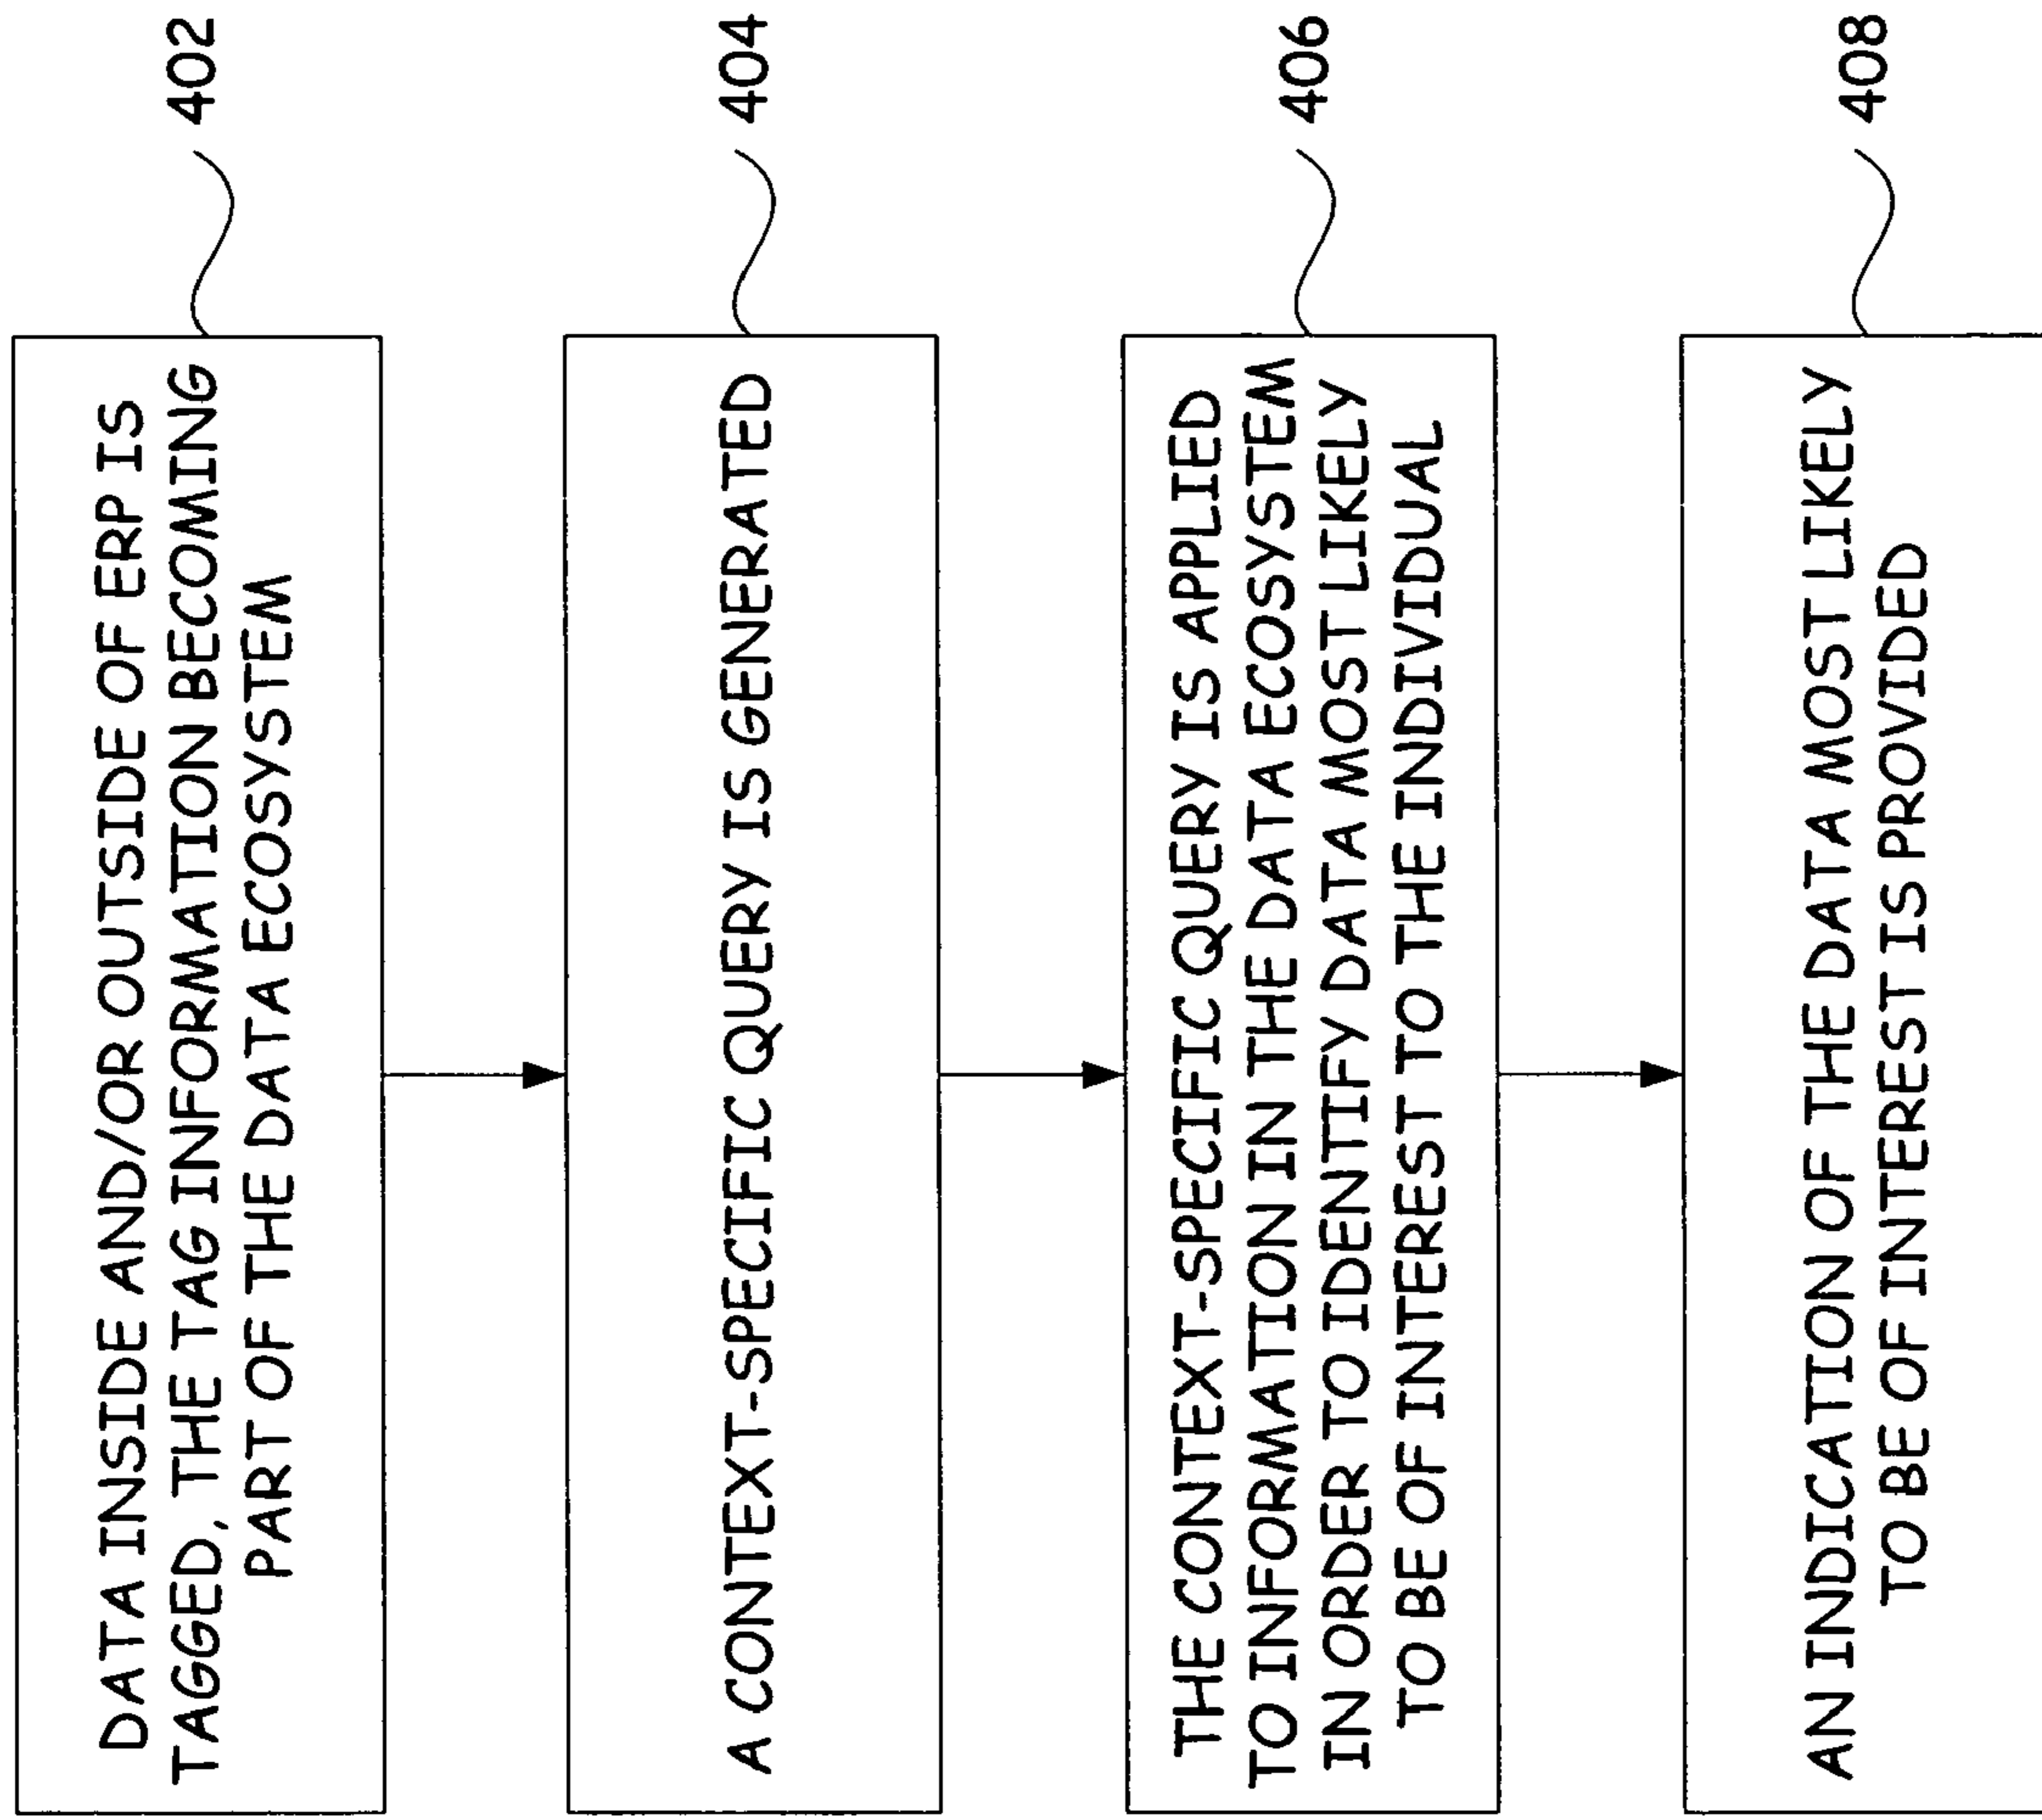 DATA INSIDE AND/OR OUTSIDE OF ERP IS
TAGGED, THE TAG INFORMATION BECOMING
PART OF THE DATA ECOSYSTEM
402
A CONTEXT-SPECIFIC QUERY IS GENERATED
404
THE CONTEXT-SPECIFIC QUERY IS APPLIED
TO INFORMATION IN THE DATA ECOSYSTEM
IN ORDER TO IDENTIFY DATA MOST LIKELY
TO BE OF INTEREST TO THE INDIVIDUAL
406
AN INDICATION OF THE DATA MOST LIKELY
TO BE OF INTEREST IS PROVIDED
408